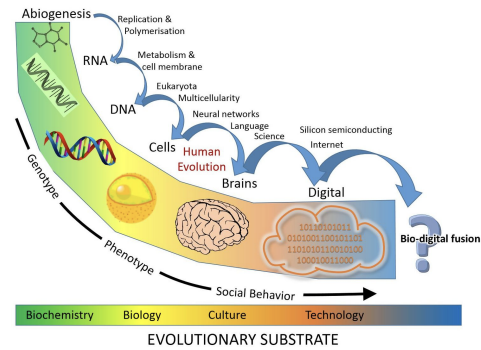 Abiogenesis
Replication &
Polymerisation
RNA
Metabolism &
cell membrane
DNA
Eukaryota
Multicellularity
Cells
Neural networks
Language
Science
Human
Evolution
Brains
Silicon semiconducting
Internet
Digital
10110101011
0101001100101101
1101010110010100
100010011000
?
Bio-digital fusion
Genotype
Phenotype
Social Behavior
Biochemistry Biology Culture Technology
EVOLUTIONARY SUBSTRATE